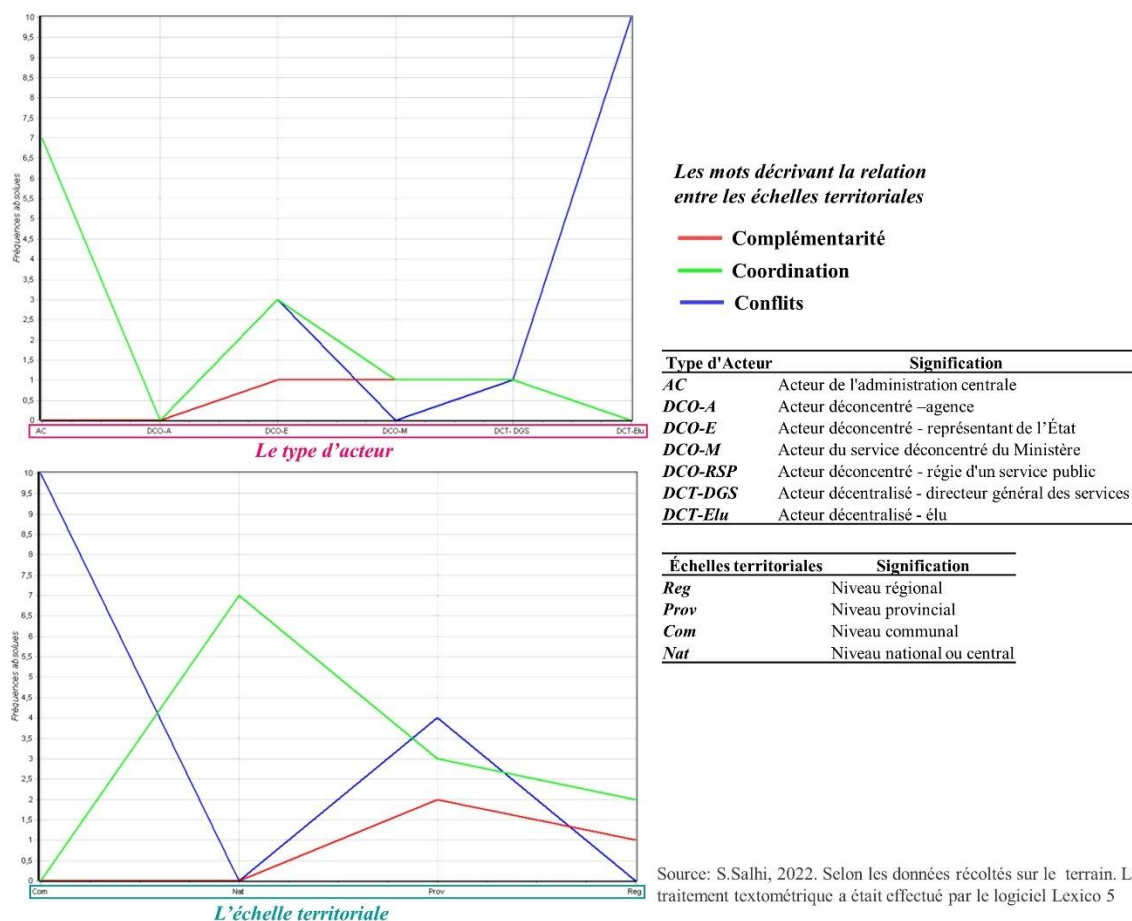 10
9,5
9
8,5
8
7,5
7
6,5
6
5,5
5
4,5
4
3,5
3
2,5
2
1,5
1
0,5
0
Fréquences absolues
AC DCO-A DCO-E DCO-M DCT- DGS DCT-Elu
Le type d'acteur
10
9,5
9
8,5
8
7,5
7
6,5
6
5,5
5
4,5
4
3,5
3
2,5
2
1,5
1
0,5
0
Fréquences absolues
Com Nat Prov Reg
L'échelle territoriale
Les mots décrivant la relation
entre les échelles territoriales
Complémentarité
Coordination
Conflits
Type d'Acteur Signification
AC Acteur de l'administration centrale
DCO-A Acteur déconcentré –agence
DCO-E Acteur déconcentré - représentant de l'État
DCO-M Acteur du service déconcentré du Ministère
DCO-RSP Acteur déconcentré - régie d'un service public
DCT-DGS Acteur décentralisé - directeur général des services
DCT-Elu Acteur décentralisé - élu
Échelles territoriales Signification
Reg Niveau régional
Prov Niveau provincial
Com Niveau communal
Nat Niveau national ou central
Source: S.Salhi, 2022. Selon les données récoltés sur le terrain. L
traitement textométrique a était effectué par le logiciel Lexico 5